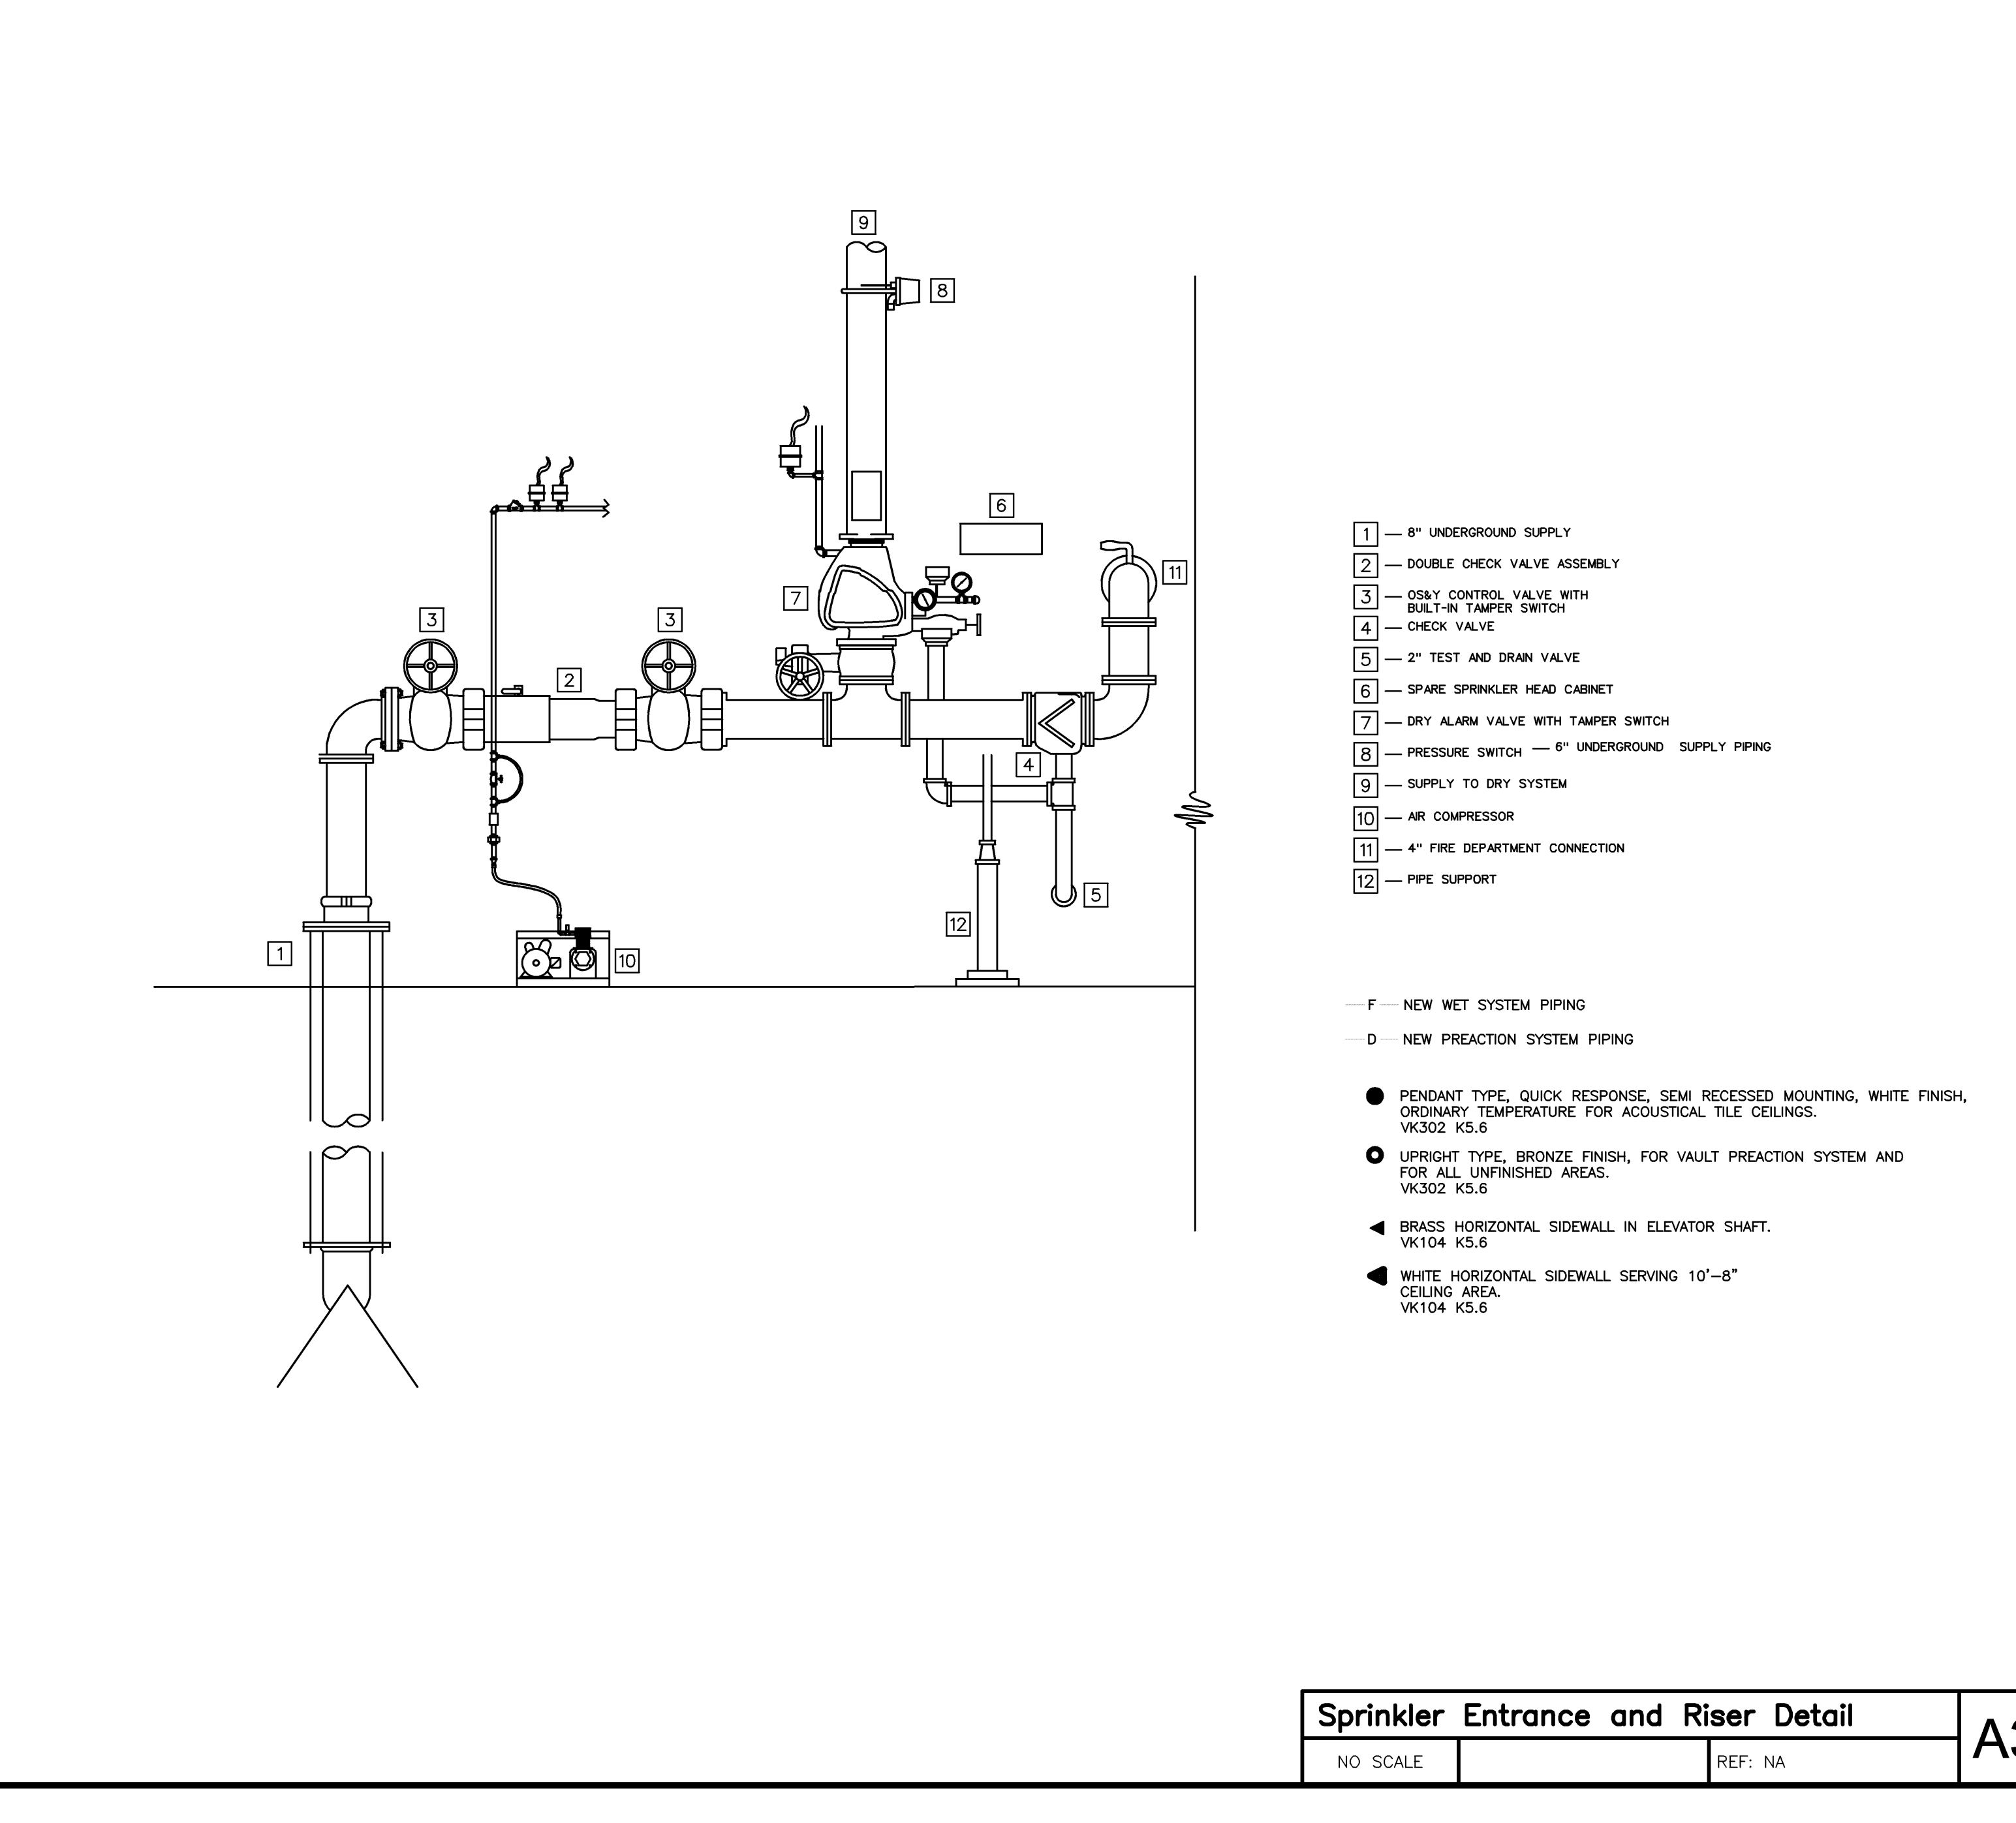 9
8
6
11
7
3
3
2
4
5
12
1
10
1 — 8" UNDERGROUND SUPPLY
2 — DOUBLE CHECK VALVE ASSEMBLY
3 — OS&Y CONTROL VALVE WITH
BUILT-IN TAMPER SWITCH
4 — CHECK VALVE
5 — 2" TEST AND DRAIN VALVE
6 — SPARE SPRINKLER HEAD CABINET
7 — DRY ALARM VALVE WITH TAMPER SWITCH
8 — PRESSURE SWITCH — 6" UNDERGROUND SUPPLY PIPING
9 — SUPPLY TO DRY SYSTEM
10 — AIR COMPRESSOR
11 — 4" FIRE DEPARTMENT CONNECTION
12 — PIPE SUPPORT
F NEW WET SYSTEM PIPING
D NEW PREACTION SYSTEM PIPING
PENDANT TYPE, QUICK RESPONSE, SEMI RECESSED MOUNTING, WHITE FINISH,
ORDINARY TEMPERATURE FOR ACOUSTICAL TILE CEILINGS.
VK302 K5.6
UPRIGHT TYPE, BRONZE FINISH, FOR VAULT PREACTION SYSTEM AND
FOR ALL UNFINISHED AREAS.
VK302 K5.6
BRASS HORIZONTAL SIDEWALL IN ELEVATOR SHAFT.
VK104 K5.6
WHITE HORIZONTAL SIDEWALL SERVING 10'-8"
CEILING AREA.
VK104 K5.6
Sprinkler Entrance and Riser Detail
NO SCALE
REF: NA